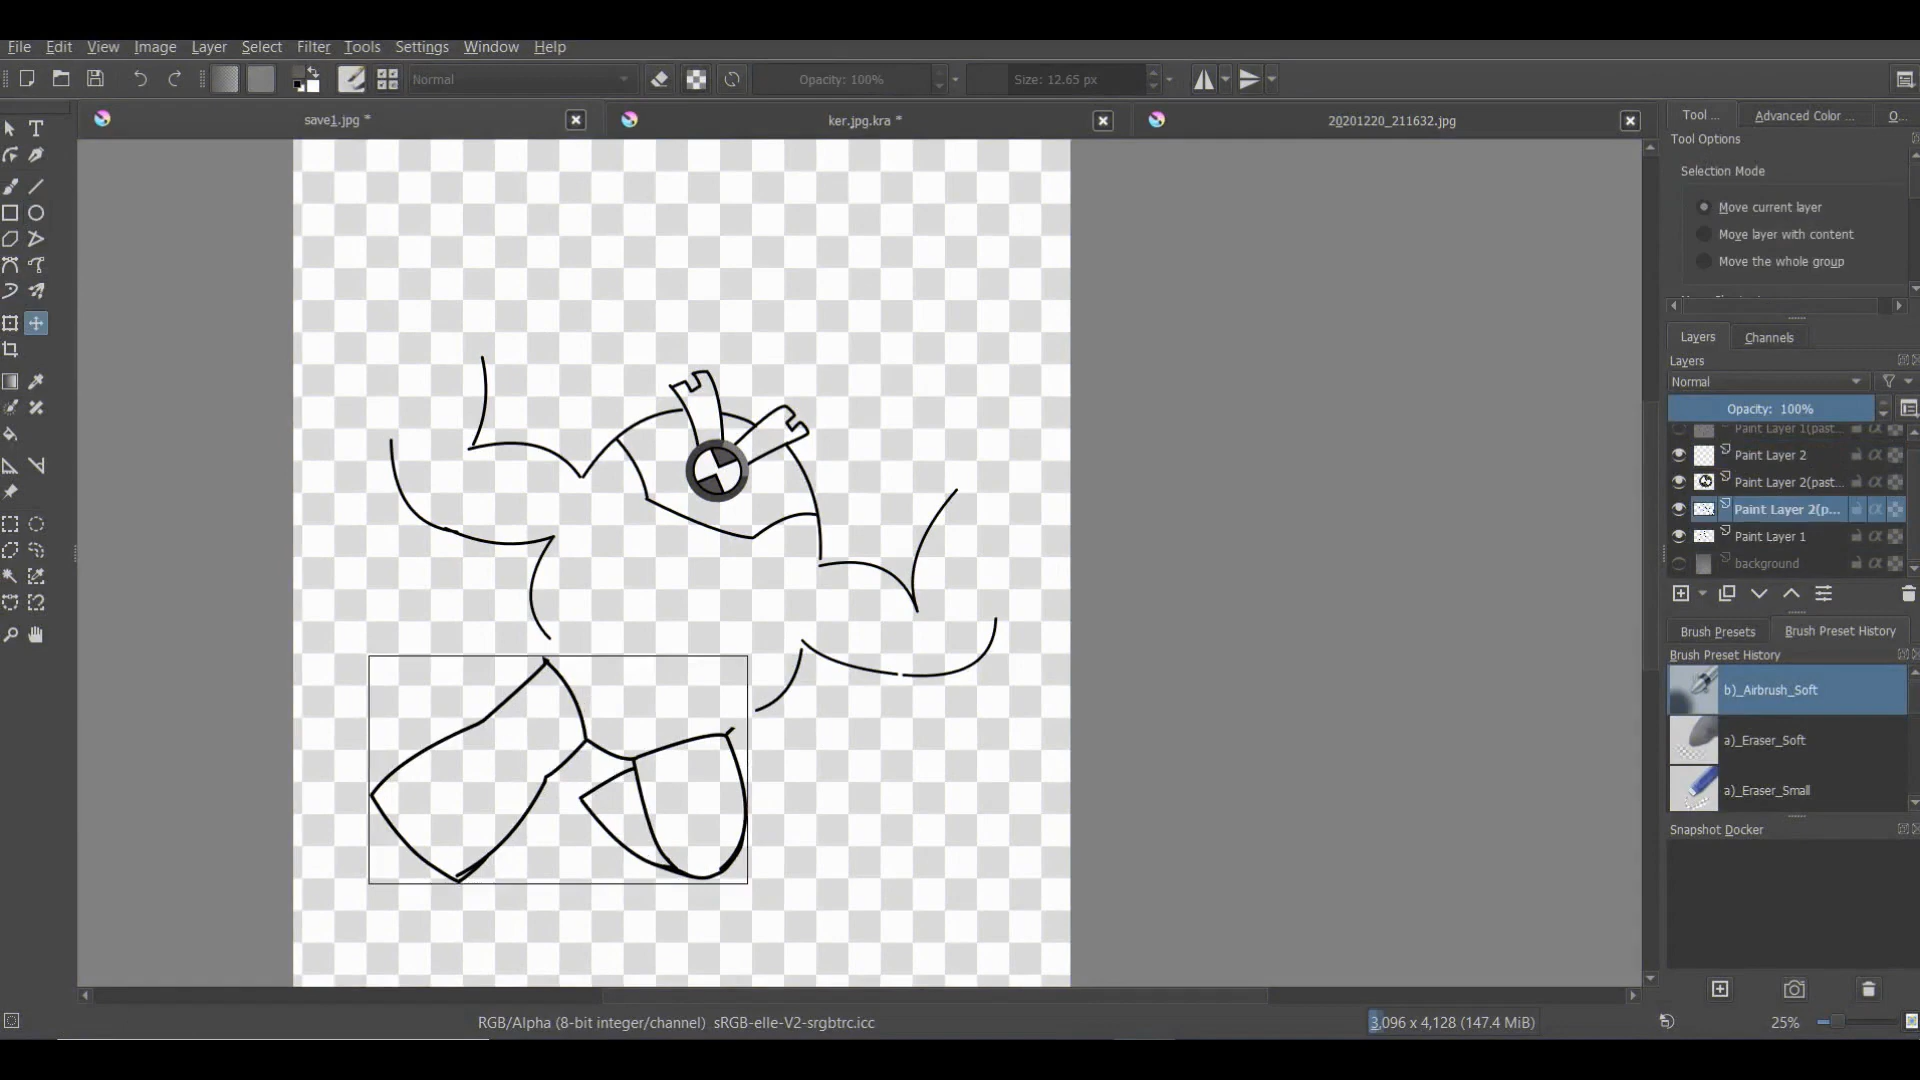 File Edit View Image Layer Select Filter Tools Settings Window Help
Normal Opacity: 100% Size: 12.65 px
save1.jpg * ker.jpg.kra * 20201220_211632.jpg
Tool ... Advanced Color ... O...
Tool Options
Selection Mode
Move current layer
Move layer with content
Move the whole group
Layers Channels
Layers
Normal
Opacity: 100%
Paint Layer 1(past...
Paint Layer 2
Paint Layer 2(past...
Paint Layer 2(p...
Paint Layer 1
background
Brush Presets Brush Preset History
Brush Preset History
b)_Airbrush_Soft
a)_Eraser_Soft
a)_Eraser_Small
Snapshot Docker
RGB/Alpha (8-bit integer/channel) sRGB-elle-V2-srgbtrc.icc 3,096 x 4,128 (147.4 MiB) 25%